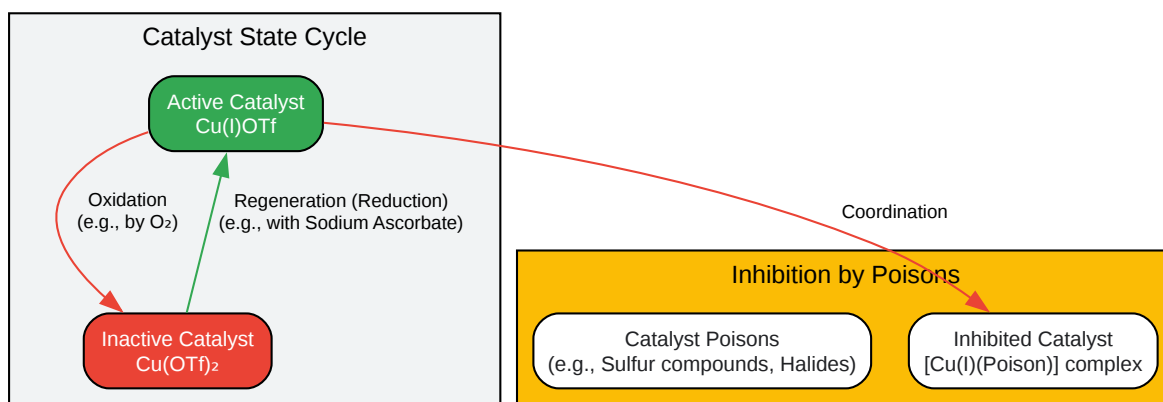 Catalyst State Cycle
Active Catalyst
Cu(I)OTf
Oxidation
(e.g., by O₂)
Regeneration (Reduction)
(e.g., with Sodium Ascorbate)
Inactive Catalyst
Cu(OTf)₂
Coordination
Inhibition by Poisons
Catalyst Poisons
(e.g., Sulfur compounds, Halides)
Inhibited Catalyst
[Cu(I)(Poison)] complex